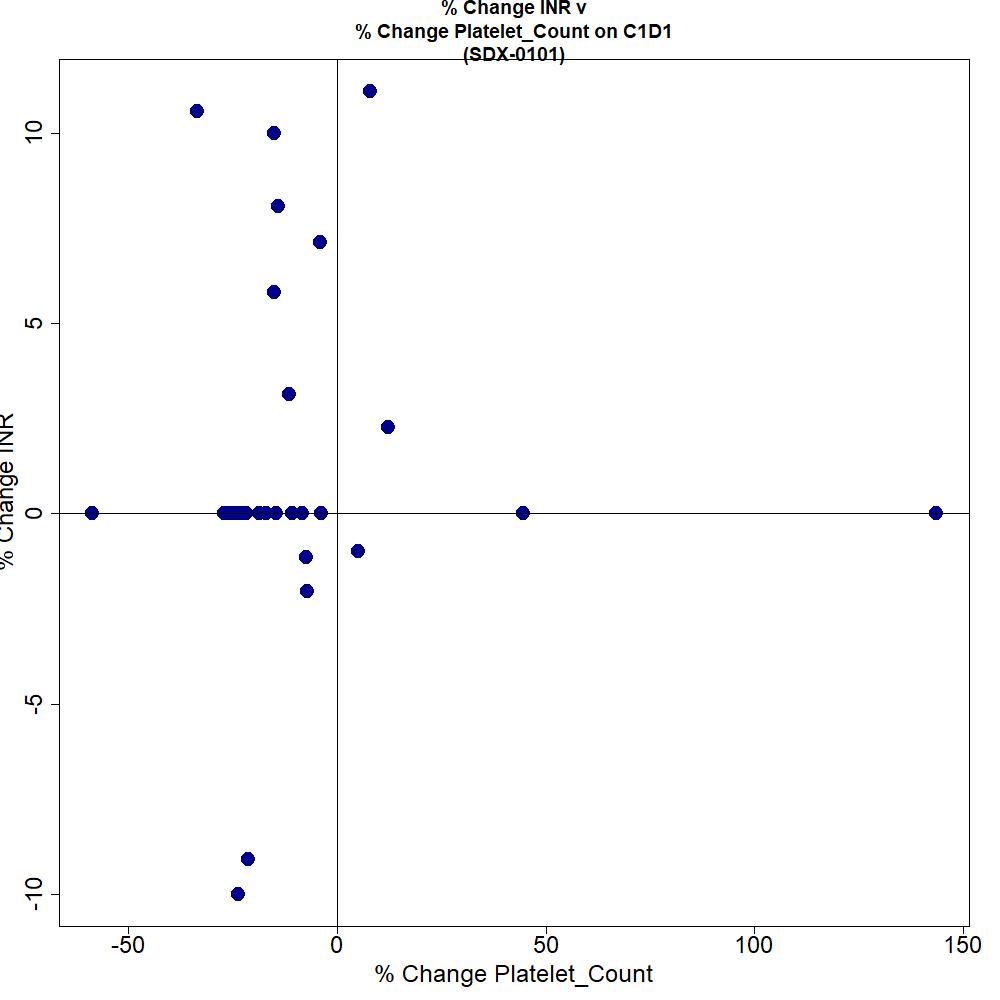 % Change INR v
% Change Platelet_Count on C1D1
(SDX-0101)
10
5
0
-5
-10
% Change INR
-50
0
50
100
150
% Change Platelet_Count